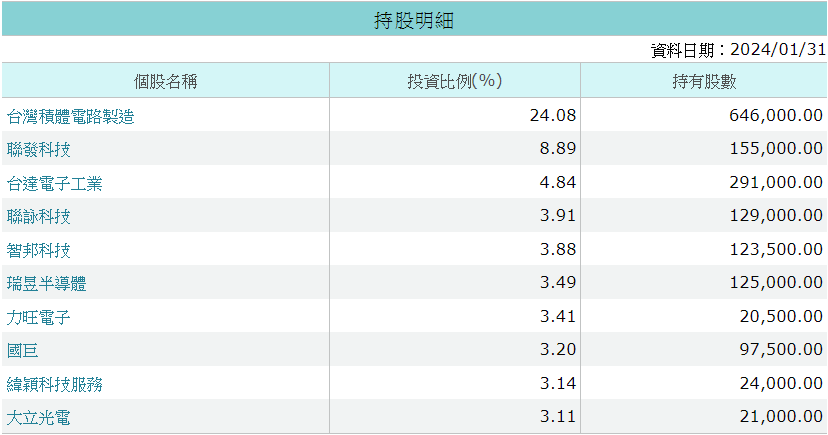 持股明細
資料日期：2024/01/31
個股名稱 投資比例(%) 持有股數
台灣積體電路製造 24.08 646,000.00
聯發科技 8.89 155,000.00
台達電子工業 4.84 291,000.00
聯詠科技 3.91 129,000.00
智邦科技 3.88 123,500.00
瑞昱半導體 3.49 125,000.00
力旺電子 3.41 20,500.00
國巨 3.20 97,500.00
緯穎科技服務 3.14 24,000.00
大立光電 3.11 21,000.00